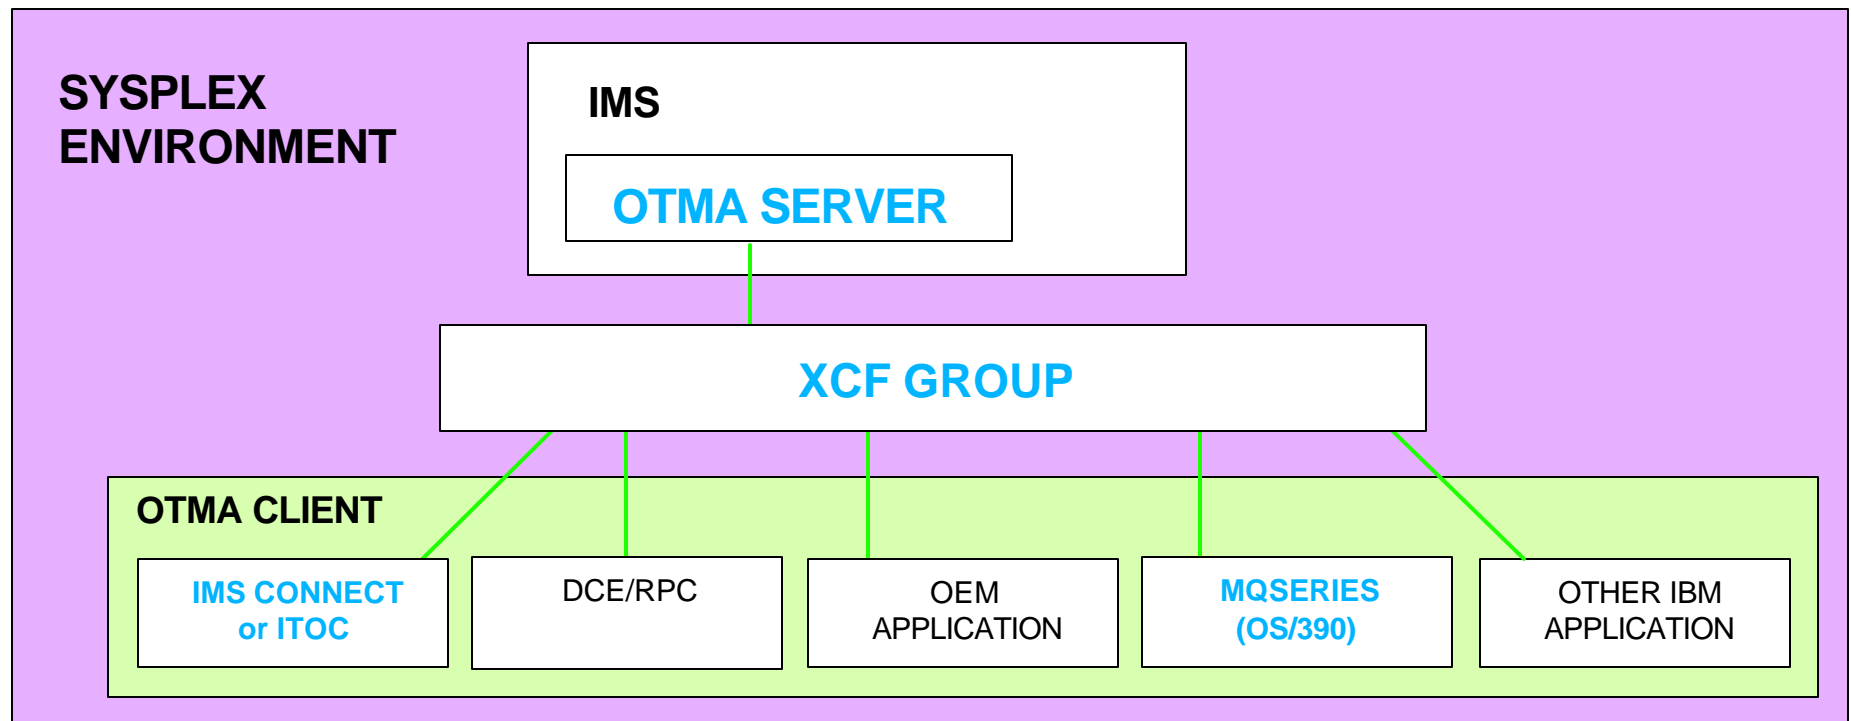 SYSPLEX
ENVIRONMENT
IMS
OTMA SERVER
XCF GROUP
OTMA CLIENT
IMS CONNECT
or ITOC
DCE/RPC
OEM
APPLICATION
MQSERIES
(OS/390)
OTHER IBM
APPLICATION